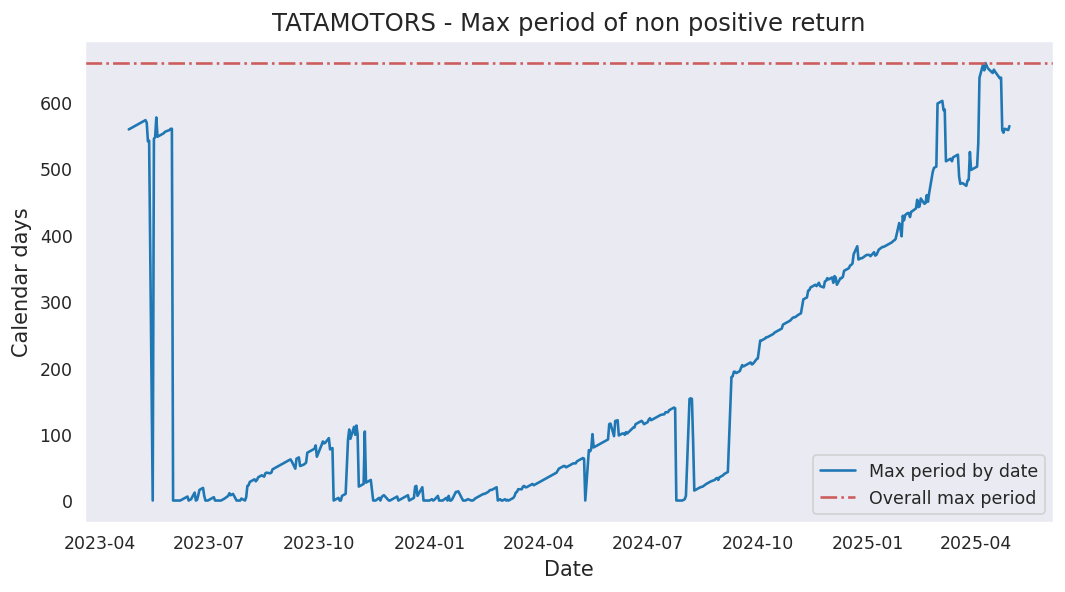 TATAMOTORS - Max period of non positive return
Calendar days
600
500
400
300
200
100
0
2023-04 2023-07 2023-10 2024-01 2024-04 2024-07 2024-10 2025-01 2025-04
Date
Max period by date
Overall max period